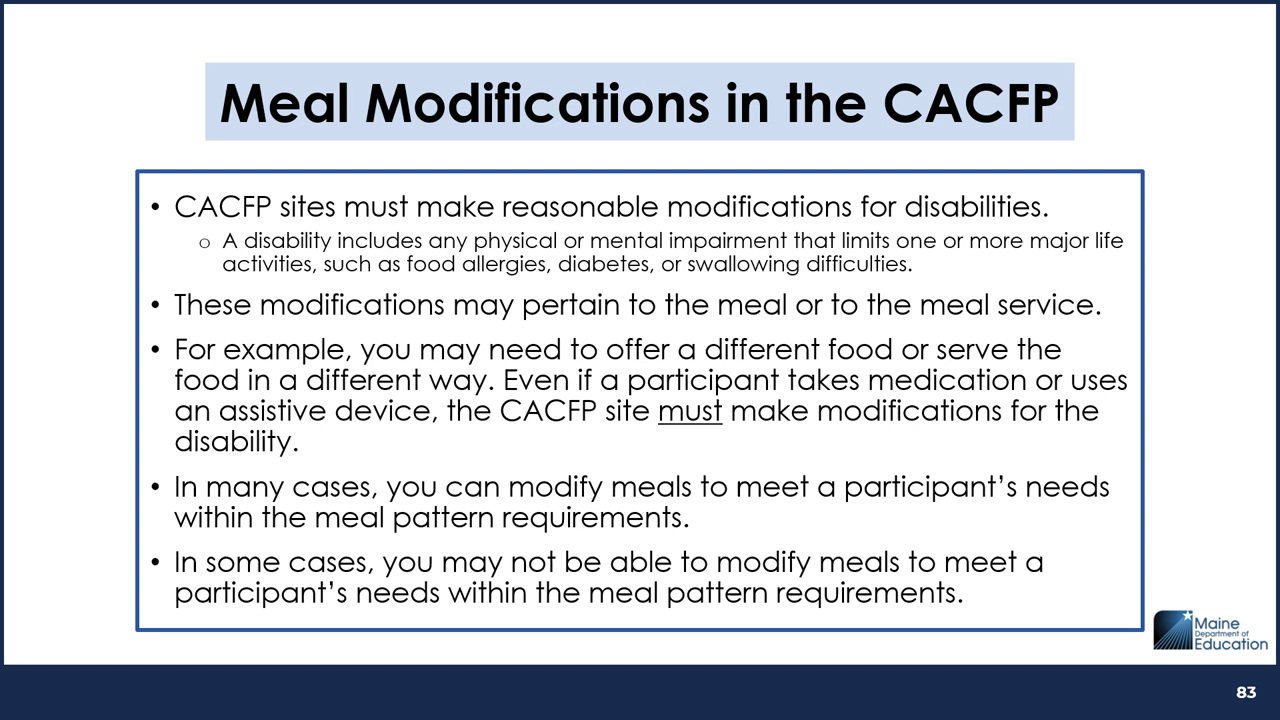 Meal Modifications in the CACFP
• CACFP sites must make reasonable modifications for disabilities.
o A disability includes any physical or mental impairment that limits one or more major life
activities, such as food allergies, diabetes, or swallowing difficulties.
• These modifications may pertain to the meal or to the meal service.
• For example, you may need to offer a different food or serve the
food in a different way. Even if a participant takes medication or uses
an assistive device, the CACFP site must make modifications for the
disability.
• In many cases, you can modify meals to meet a participant’s needs
within the meal pattern requirements.
• In some cases, you may not be able to modify meals to meet a
participant’s needs within the meal pattern requirements.
Maine
Department of
Education
83